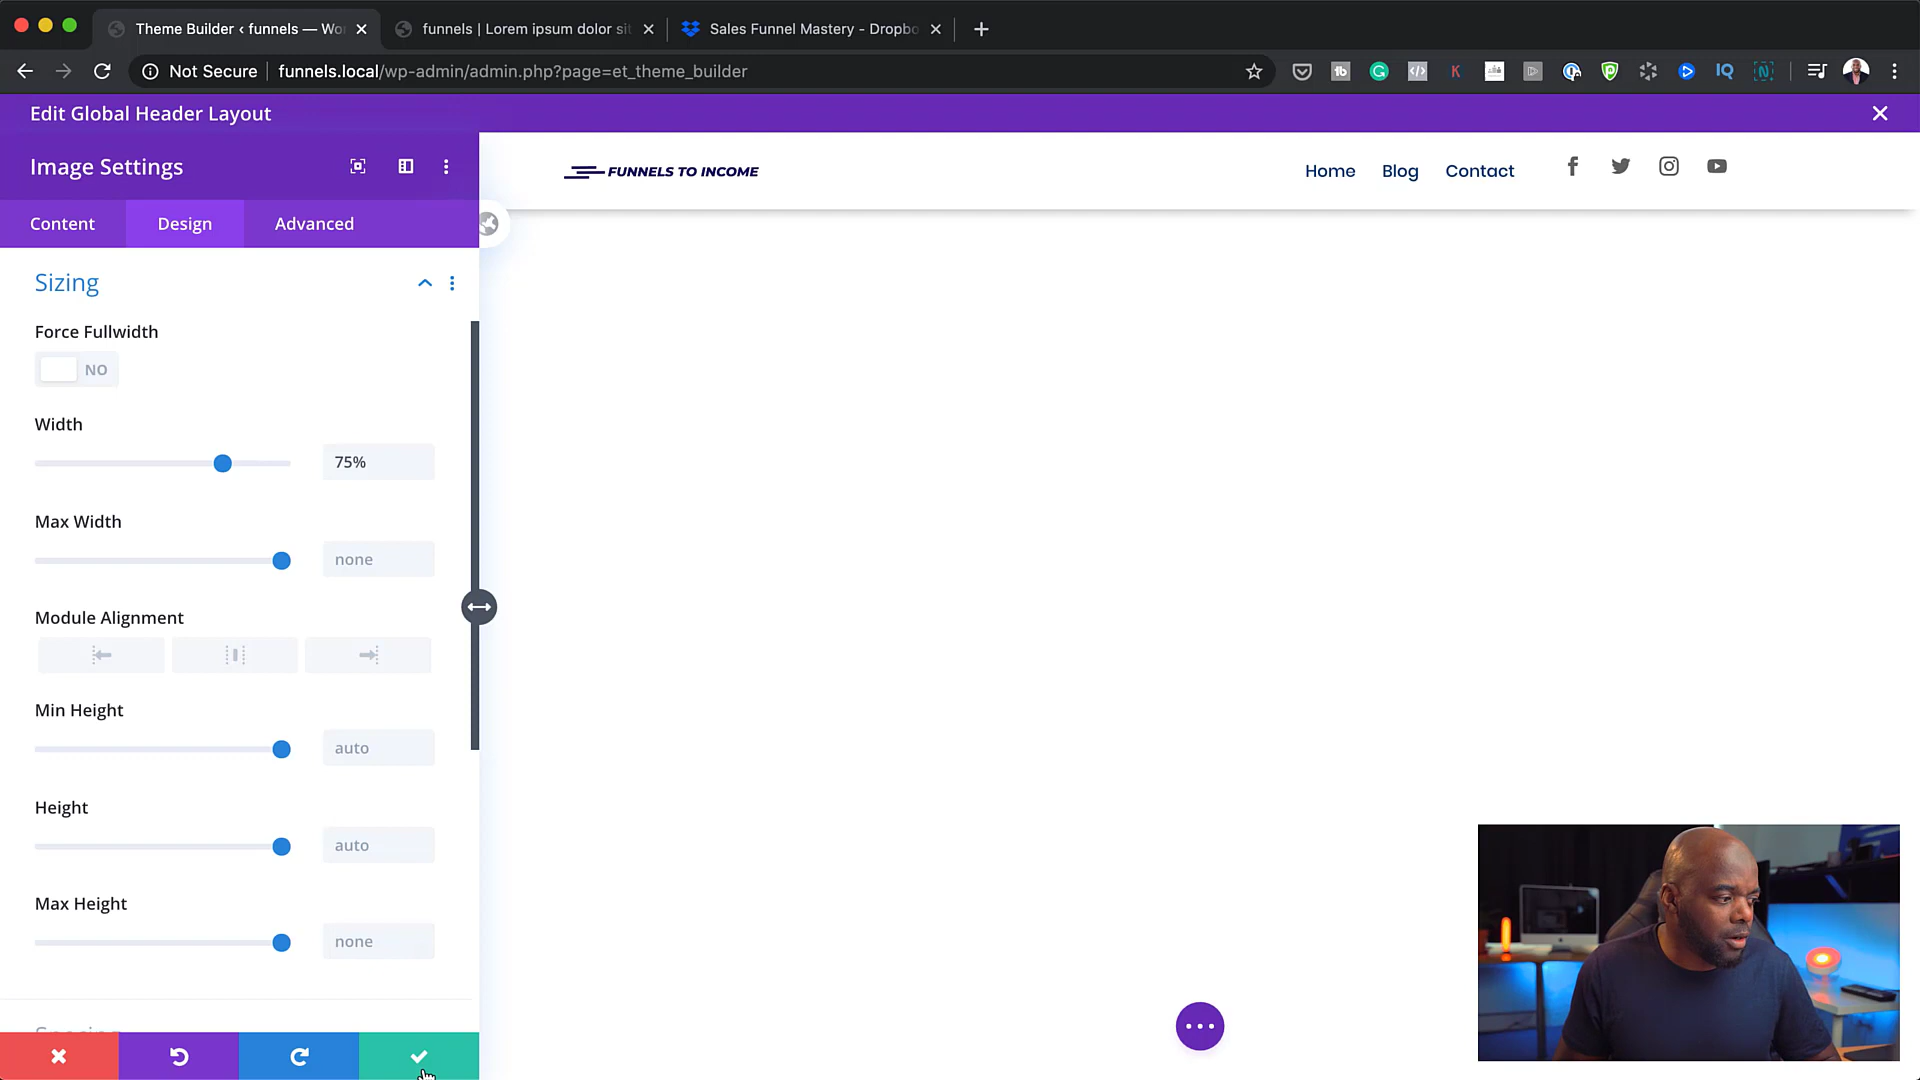 Theme Builder ‹ funnels — Wo
funnels | Lorem ipsum dolor sit
Sales Funnel Mastery - Dropbo
Not Secure
funnels.local/wp-admin/admin.php?page=et_theme_builder
Edit Global Header Layout
Image Settings
FUNNELS TO INCOME
Home
Blog
Contact
Content
Design
Advanced
Sizing
Force Fullwidth
NO
Width
75%
Max Width
none
Module Alignment
Min Height
auto
Height
auto
Max Height
none